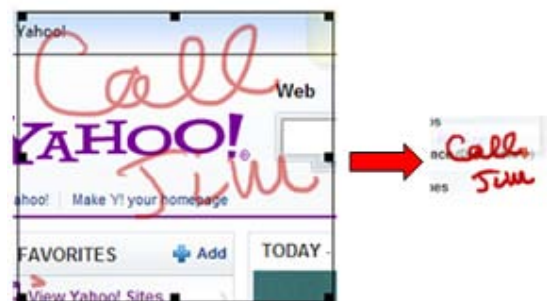 Yahoo!
Call
Web
YAHOO!
Jim
ahoo! Make Y! your homepage
FAVORITES Add TODAY -
View Yahoo! Sites
Call
Jim